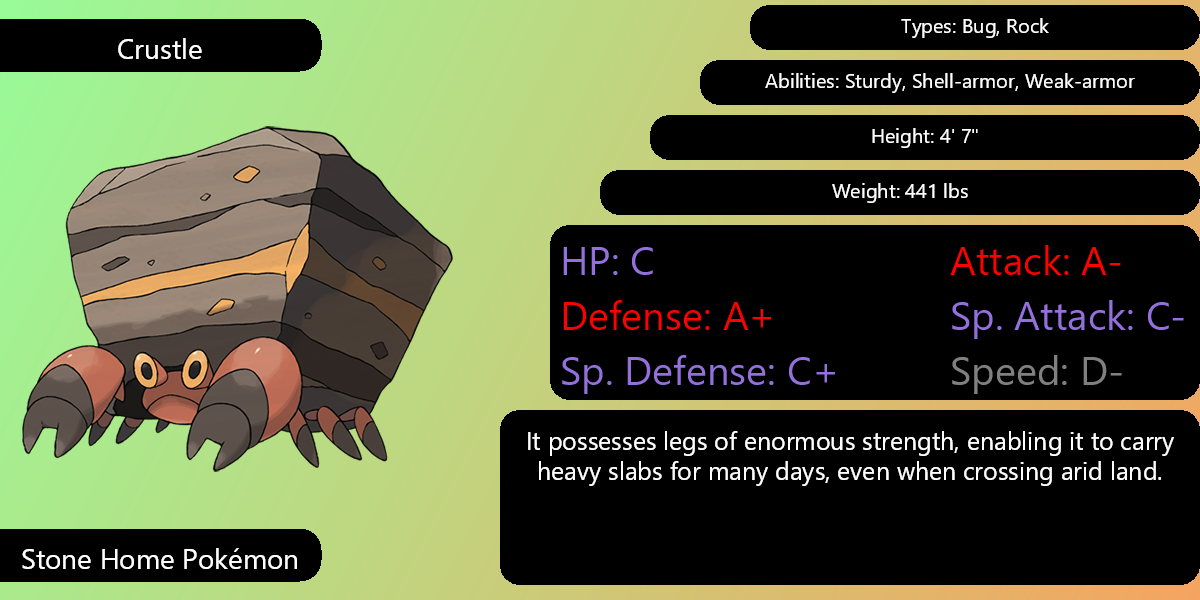 Crustle
Types: Bug, Rock
Abilities: Sturdy, Shell-armor, Weak-armor
Height: 4' 7"
Weight: 441 lbs
HP: C
Attack: A-
Defense: A+
Sp. Attack: C-
Sp. Defense: C+
Speed: D-
It possesses legs of enormous strength, enabling it to carry
heavy slabs for many days, even when crossing arid land.
Stone Home Pokémon